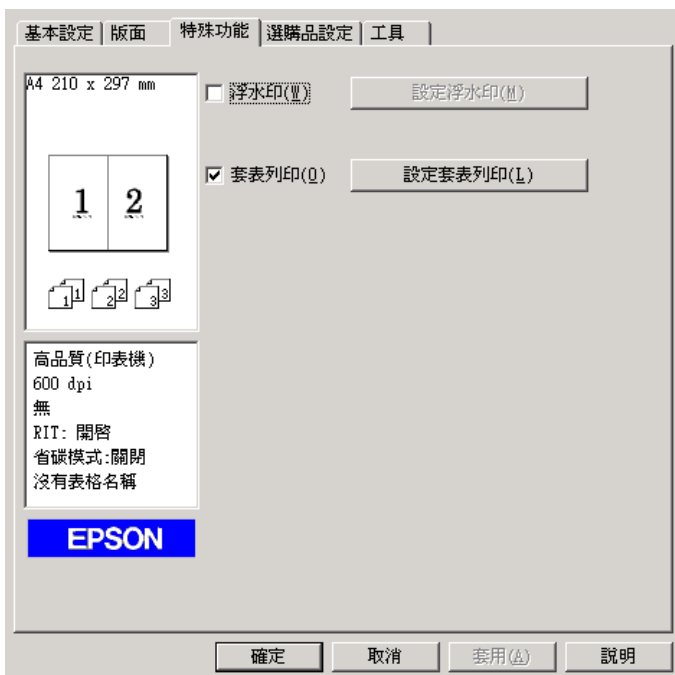 基本設定 版面 特殊功能 選購品設定 工具
A4 210 x 297 mm
浮水印(W) 設定浮水印(M)
套表列印(O) 設定套表列印(L)
1 2
1 1 2 2 3 3
高品質(印表機)
600 dpi
無
RIT: 開啓
省碳模式:關閉
沒有表格名稱
EPSON
確定 取消 套用(A) 説明